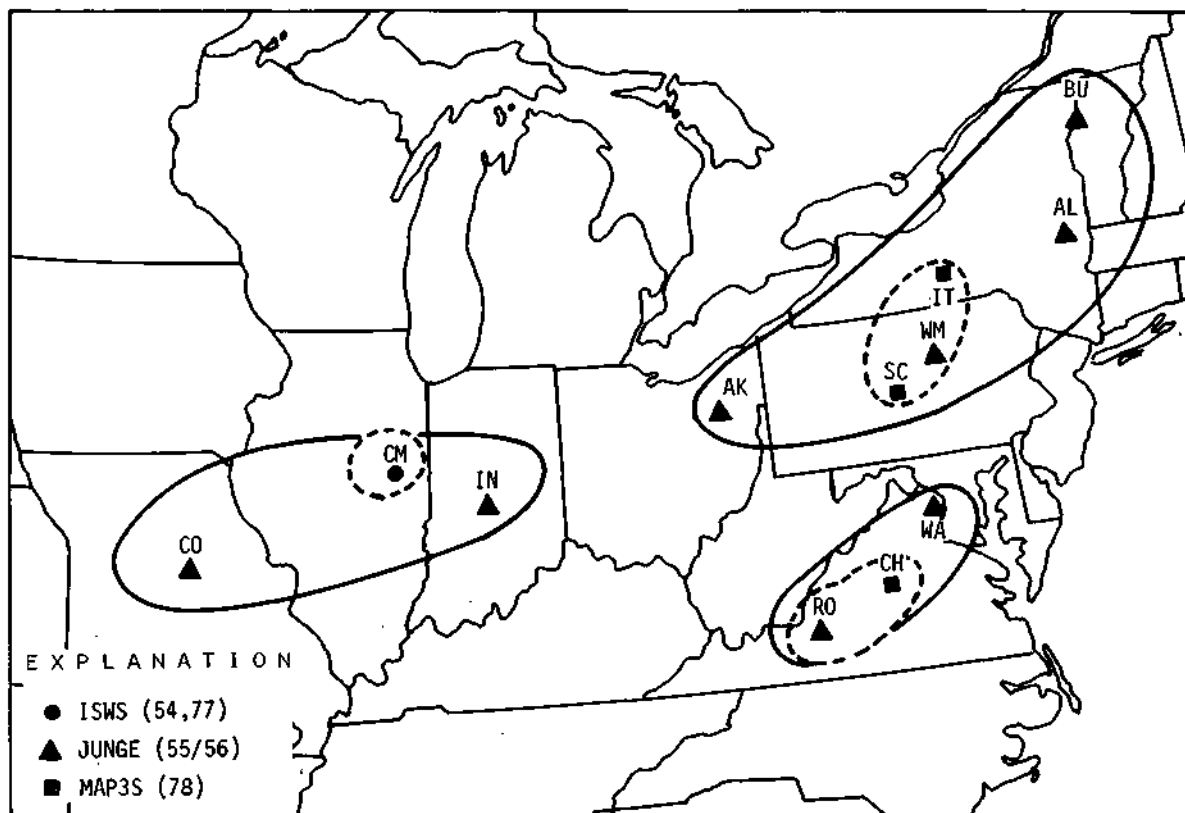 BU
AL
IT
WM
SC
AK
CM
IN
WA
CO
CH
RO
EXPLANATION
● ISWS (54,77)
▲ JUNGE (55/56)
■ MAP3S (78)